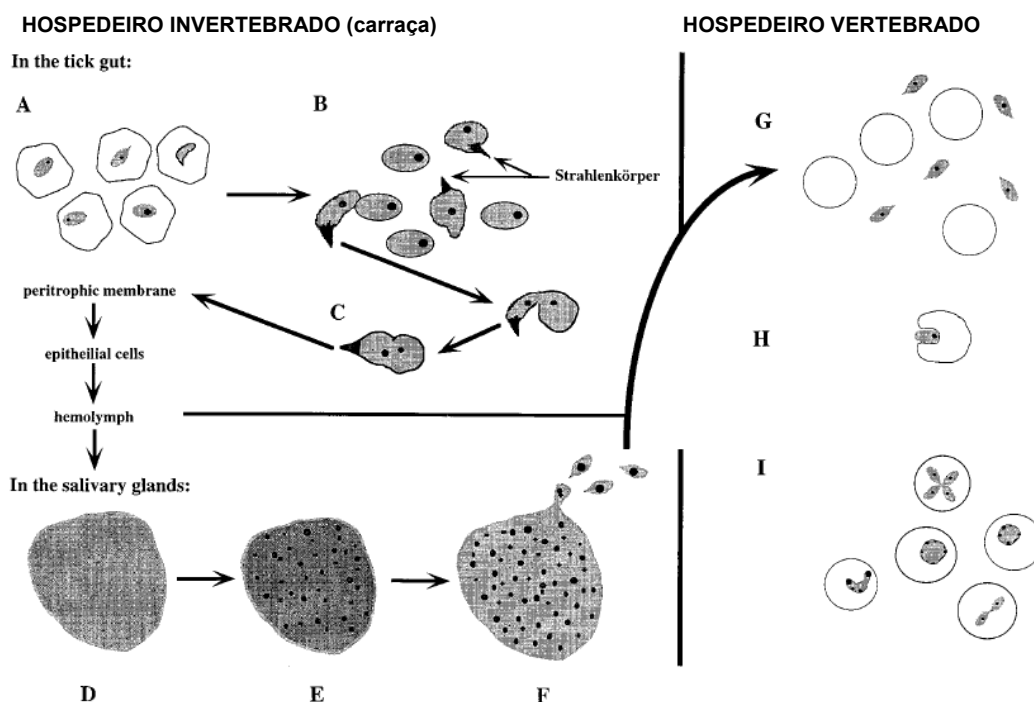 HOSPEDEIRO INVERTEBRADO (carraça)
HOSPEDEIRO VERTEBRADO
In the tick gut:
A
B
Strahlenkörper
G
peritrophic membrane
C
epitheilial cells
H
hemolymph
In the salivary glands:
I
D
E
F